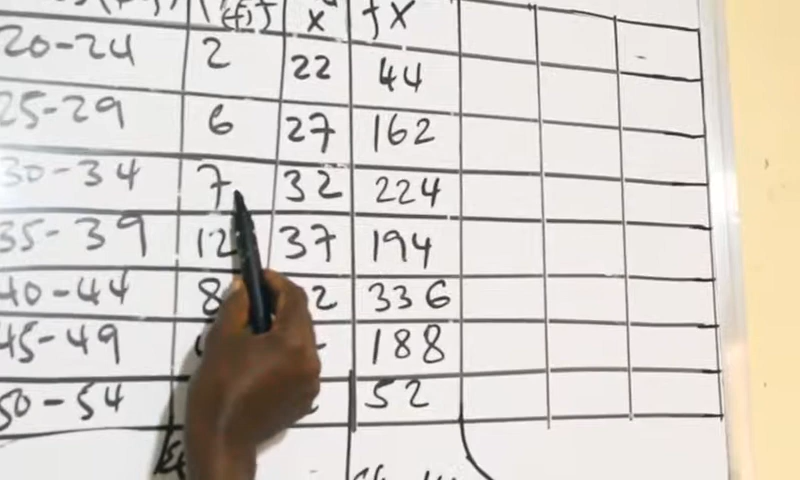 (f) f x fX
20-24 2 22 44
25-29 6 27 162
30-34 7 32 224
35-39 12 37 194
40-44 8 2 336
45-49 188
50-54 52